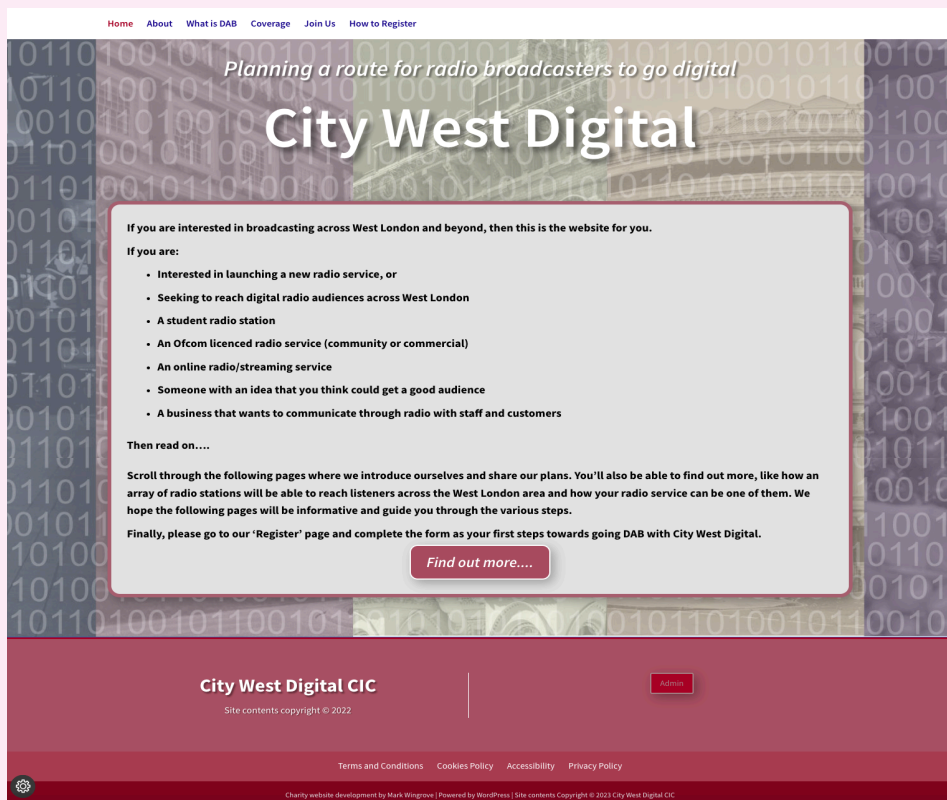 Home About What is DAB Coverage Join Us How to Register
Planning a route for radio broadcasters to go digital
City West Digital
If you are interested in broadcasting across West London and beyond, then this is the website for you.
If you are:
• Interested in launching a new radio service, or
• Seeking to reach digital radio audiences across West London
• A student radio station
• An Ofcom licenced radio service (community or commercial)
• An online radio/streaming service
• Someone with an idea that you think could get a good audience
• A business that wants to communicate through radio with staff and customers
Then read on….
Scroll through the following pages where we introduce ourselves and share our plans. You’ll also be able to find out more, like how an
array of radio stations will be able to reach listeners across the West London area and how your radio service can be one of them. We
hope the following pages will be informative and guide you through the various steps.
Finally, please go to our ‘Register’ page and complete the form as your first steps towards going DAB with City West Digital.
Find out more....
City West Digital CIC
Site contents copyright © 2022
Admin
Terms and Conditions Cookies Policy Accessibility Privacy Policy
Charity website development by Mark Wingrove | Powered by WordPress | Site contents Copyright © 2023 City West Digital CIC